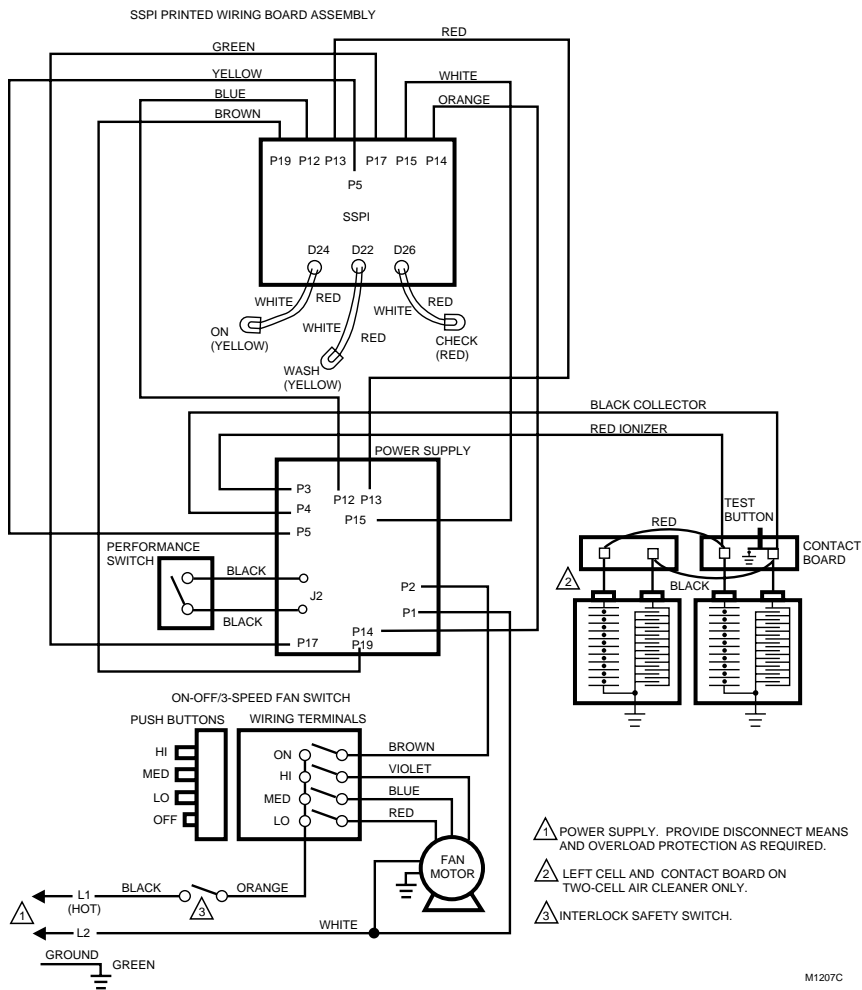 SSPI PRINTED WIRING BOARD ASSEMBLY
RED
GREEN
YELLOW
WHITE
BLUE
ORANGE
BROWN
P19 P12 P13 P17 P15 P14
P5
SSPI
D24 D22 D26
WHITE RED WHITE RED WHITE RED
ON
(YELLOW)
WASH
(YELLOW)
CHECK
(RED)
BLACK COLLECTOR
RED IONIZER
POWER SUPPLY
P3
P12 P13
P4
P15
P5
TEST
BUTTON
RED
CONTACT
BOARD
PERFORMANCE
SWITCH
BLACK
2
BLACK
P2
J2
P1
BLACK
P14
P17
P19
ON-OFF/3-SPEED FAN SWITCH
PUSH BUTTONS
WIRING TERMINALS
HI
MED
LO
OFF
ON
HI
MED
LO
BROWN
VIOLET
BLUE
RED
FAN
MOTOR
1 POWER SUPPLY. PROVIDE DISCONNECT MEANS
AND OVERLOAD PROTECTION AS REQUIRED.
2 LEFT CELL AND CONTACT BOARD ON
TWO-CELL AIR CLEANER ONLY.
3 INTERLOCK SAFETY SWITCH.
L1
(HOT)
BLACK
ORANGE
3
1
L2
WHITE
GROUND
GREEN
M1207C